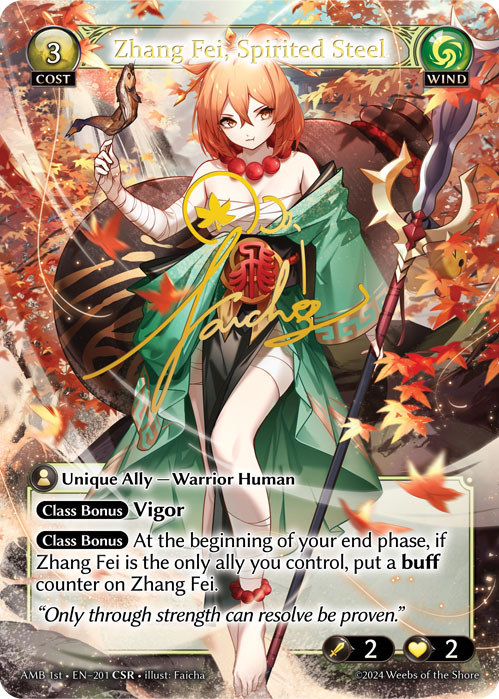 3
COST
Zhang Fei, Spirited Steel
WIND
飛
Faicha
Unique Ally — Warrior Human
Class Bonus Vigor
Class Bonus At the beginning of your end phase, if
Zhang Fei is the only ally you control, put a buff
counter on Zhang Fei.
“Only through strength can resolve be proven.”
2
2
AMB 1st • EN–201 CSR • illust: Faicha
©2024 Weebs of the Shore